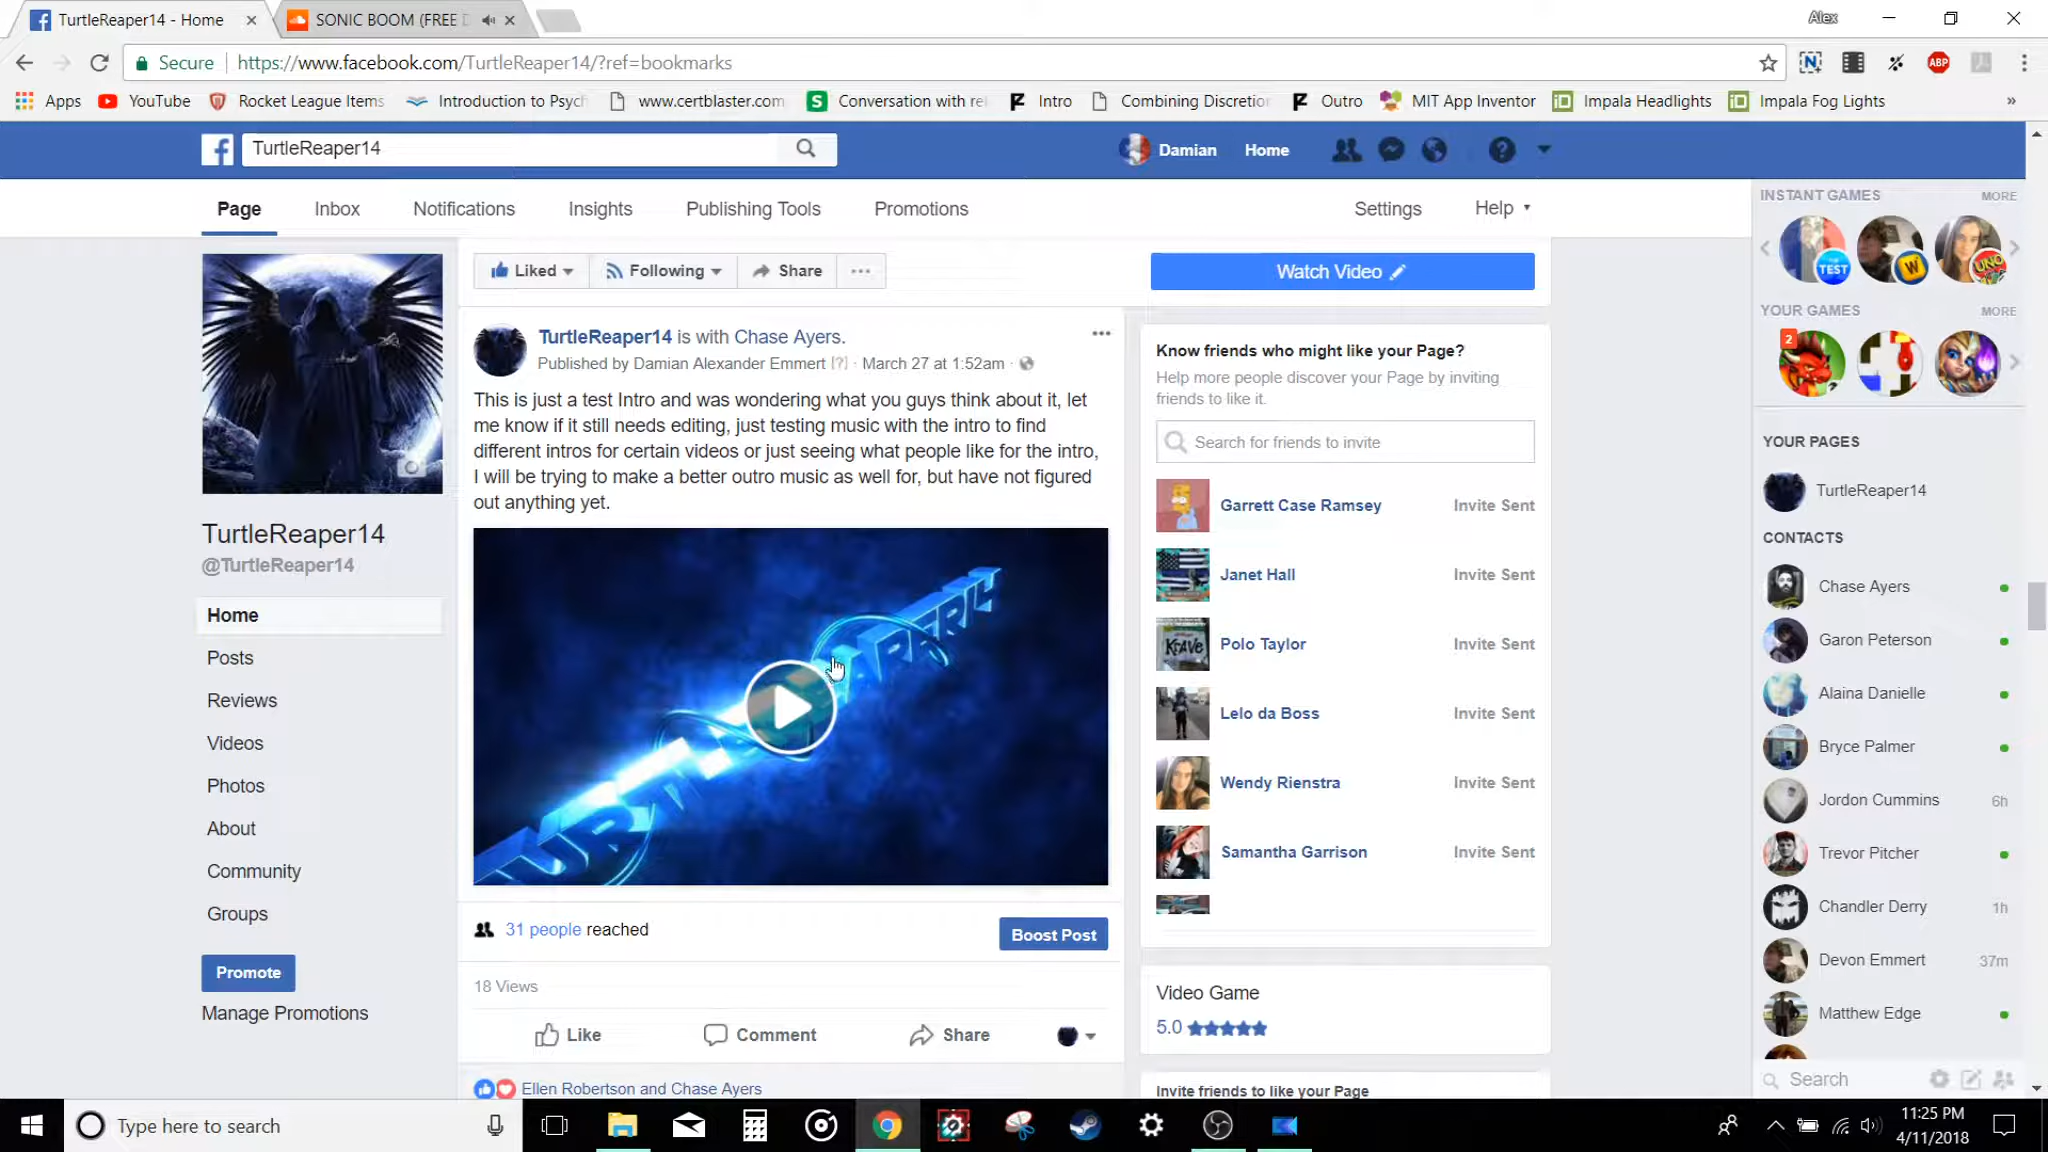 TurtleReaper14 - Home
SONIC BOOM (FREE D
Alex
Secure
https://www.facebook.com/TurtleReaper14/?ref=bookmarks
ABP
Apps
YouTube
Rocket League Items
Introduction to Psych
www.certblaster.com
Conversation with rel
Intro
Combining Discretion
Outro
MIT App Inventor
Impala Headlights
Impala Fog Lights
»
TurtleReaper14
Damian
Home
Page
Inbox
Notifications
Insights
Publishing Tools
Promotions
Settings
Help
TurtleReaper14
@TurtleReaper14
Home
Posts
Reviews
Videos
Photos
About
Community
Groups
Promote
Manage Promotions
Liked
Following
Share
Watch Video
TurtleReaper14 is with Chase Ayers.
Published by Damian Alexander Emmert [?] · March 27 at 1:52am ·
This is just a test Intro and was wondering what you guys think about it, let
me know if it still needs editing, just testing music with the intro to find
different intros for certain videos or just seeing what people like for the intro,
I will be trying to make a better outro music as well for, but have not figured
out anything yet.
31 people reached
Boost Post
18 Views
Like
Comment
Share
Ellen Robertson and Chase Ayers
Know friends who might like your Page?
Help more people discover your Page by inviting
friends to like it.
Search for friends to invite
Garrett Case Ramsey
Invite Sent
Janet Hall
Invite Sent
KRAVE
Polo Taylor
Invite Sent
Lelo da Boss
Invite Sent
Wendy Rienstra
Invite Sent
Samantha Garrison
Invite Sent
Video Game
5.0
Invite friends to like your Page
INSTANT GAMES
MORE
TEST
W
UNO
YOUR GAMES
MORE
2
YOUR PAGES
TurtleReaper14
CONTACTS
Chase Ayers
Garon Peterson
Alaina Danielle
Bryce Palmer
Jordon Cummins
6h
Trevor Pitcher
Chandler Derry
1h
Devon Emmert
37m
Matthew Edge
Search
Type here to search
11:25 PM
4/11/2018